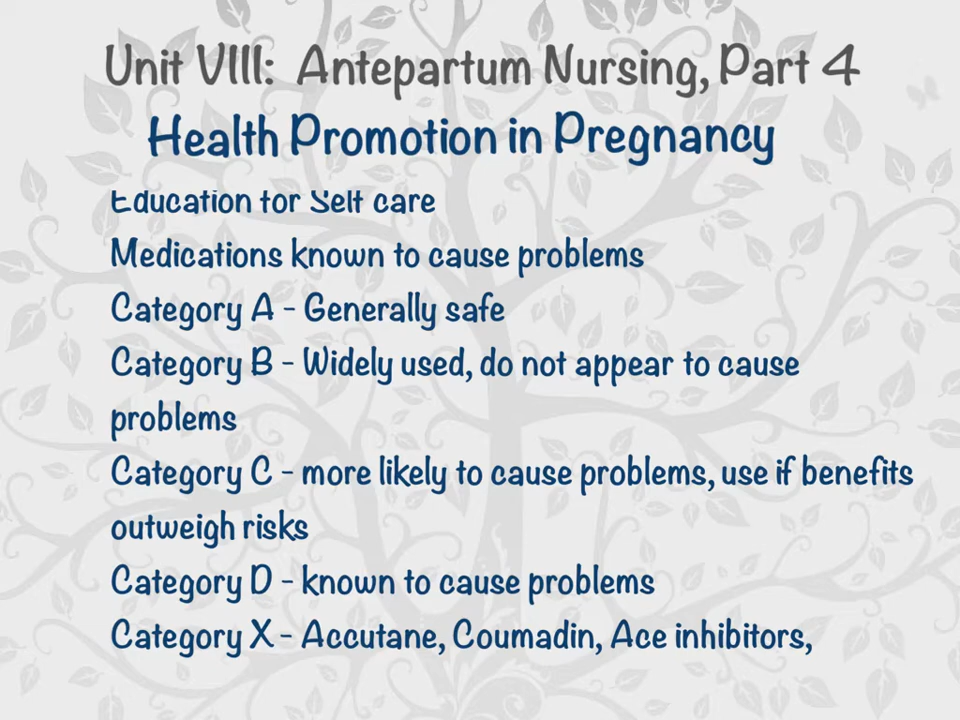 Unit VIII: Antepartum Nursing, Part 4
Health Promotion in Pregnancy
Education for Self care
Medications known to cause problems
Category A - Generally safe
Category B - Widely used, do not appear to cause
problems
Category C - more likely to cause problems, use if benefits
outweigh risks
Category D - known to cause problems
Category X - Accutane, Coumadin, Ace inhibitors,